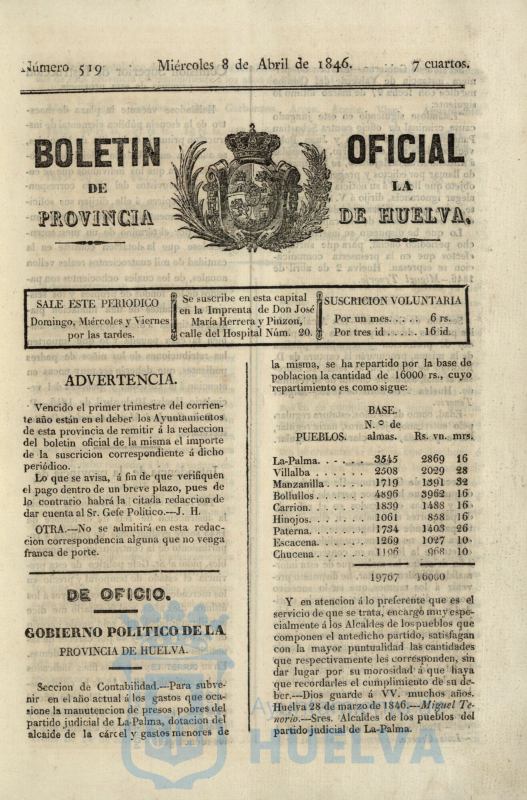 Número 519
Miércoles 8 de Abril de 1846.
7 cuartos.
BOLETIN OFICIAL
DE LA
PROVINCIA DE HUELVA.
SALE ESTE PERIODICO
Domingo, Miércoles y Viernes
por las tardes.
Se suscribe en esta capital
en la Imprenta de Don José
María Herrera y Pinzon,
calle del Hospital Núm. 20.
SUSCRICION VOLUNTARIA
Por un mes. . . . . 6 rs.
Por tres id . . . . . 16 id.
ADVERTENCIA.
Vencido el primer trimestre del corrien-
te año están en el deber los Ayuntamientos
de esta provincia de remitir á la redaccion
del boletin oficial de la misma el importe
de la suscricion correspondiente á dicho
periódico.
Lo que se avisa, á fin de que verifiquen
el pago dentro de un breve plazo, pues de
lo contrario habrá la citada redaccion de
dar cuenta al Sr. Gefe Político.—J. H.
OTRA.—No se admitirá en esta redac-
cion correspondencia alguna que no venga
franca de porte.
DE OFICIO.
GOBIERNO POLITICO DE LA
PROVINCIA DE HUELVA.
Seccion de Contabilidad.—Para subve-
nir en el año actual á los gastos que oca-
sione la manutencion de presos pobres del
partido judicial de La-Palma, dotacion del
alcaide de la cárcel y gastos menores de
la misma, se ha repartido por la base de
poblacion la cantidad de 16000 rs., cuyo
repartimiento es como sigue:
BASE.
N.º de
PUEBLOS. almas. Rs. vn. mrs.
La-Palma. . . . . . 3545 2869 16
Villalba . . . . . . 2508 2029 28
Manzanilla. . . . . 1719 1391 32
Bollullos . . . . . . 4896 3962 16
Carrion. . . . . . . 1839 1488 16
Hinojos. . . . . . . 1061 858 16
Paterna. . . . . . . 1734 1403 26
Escacena. . . . . . 1269 1027 10
Chucena . . . . . . 1196 968 10
19767 16000
Y en atencion á lo preferente que es el
servicio de que se trata, encargo muy espe-
cialmente á los Alcaldes de los pueblos que
componen el antedicho partido, satisfagan
con la mayor puntualidad las cantidades
que respectivamente les corresponden, sin
dar lugar por su morosidad á que haya
que recordarles el cumplimiento de su de-
ber.—Dios guarde á VV. muchos años.
Huelva 28 de marzo de 1846.—Miguel Te-
norio.—Sres. Alcaldes de los pueblos del
partido judicial de La-Palma.
HUELVA